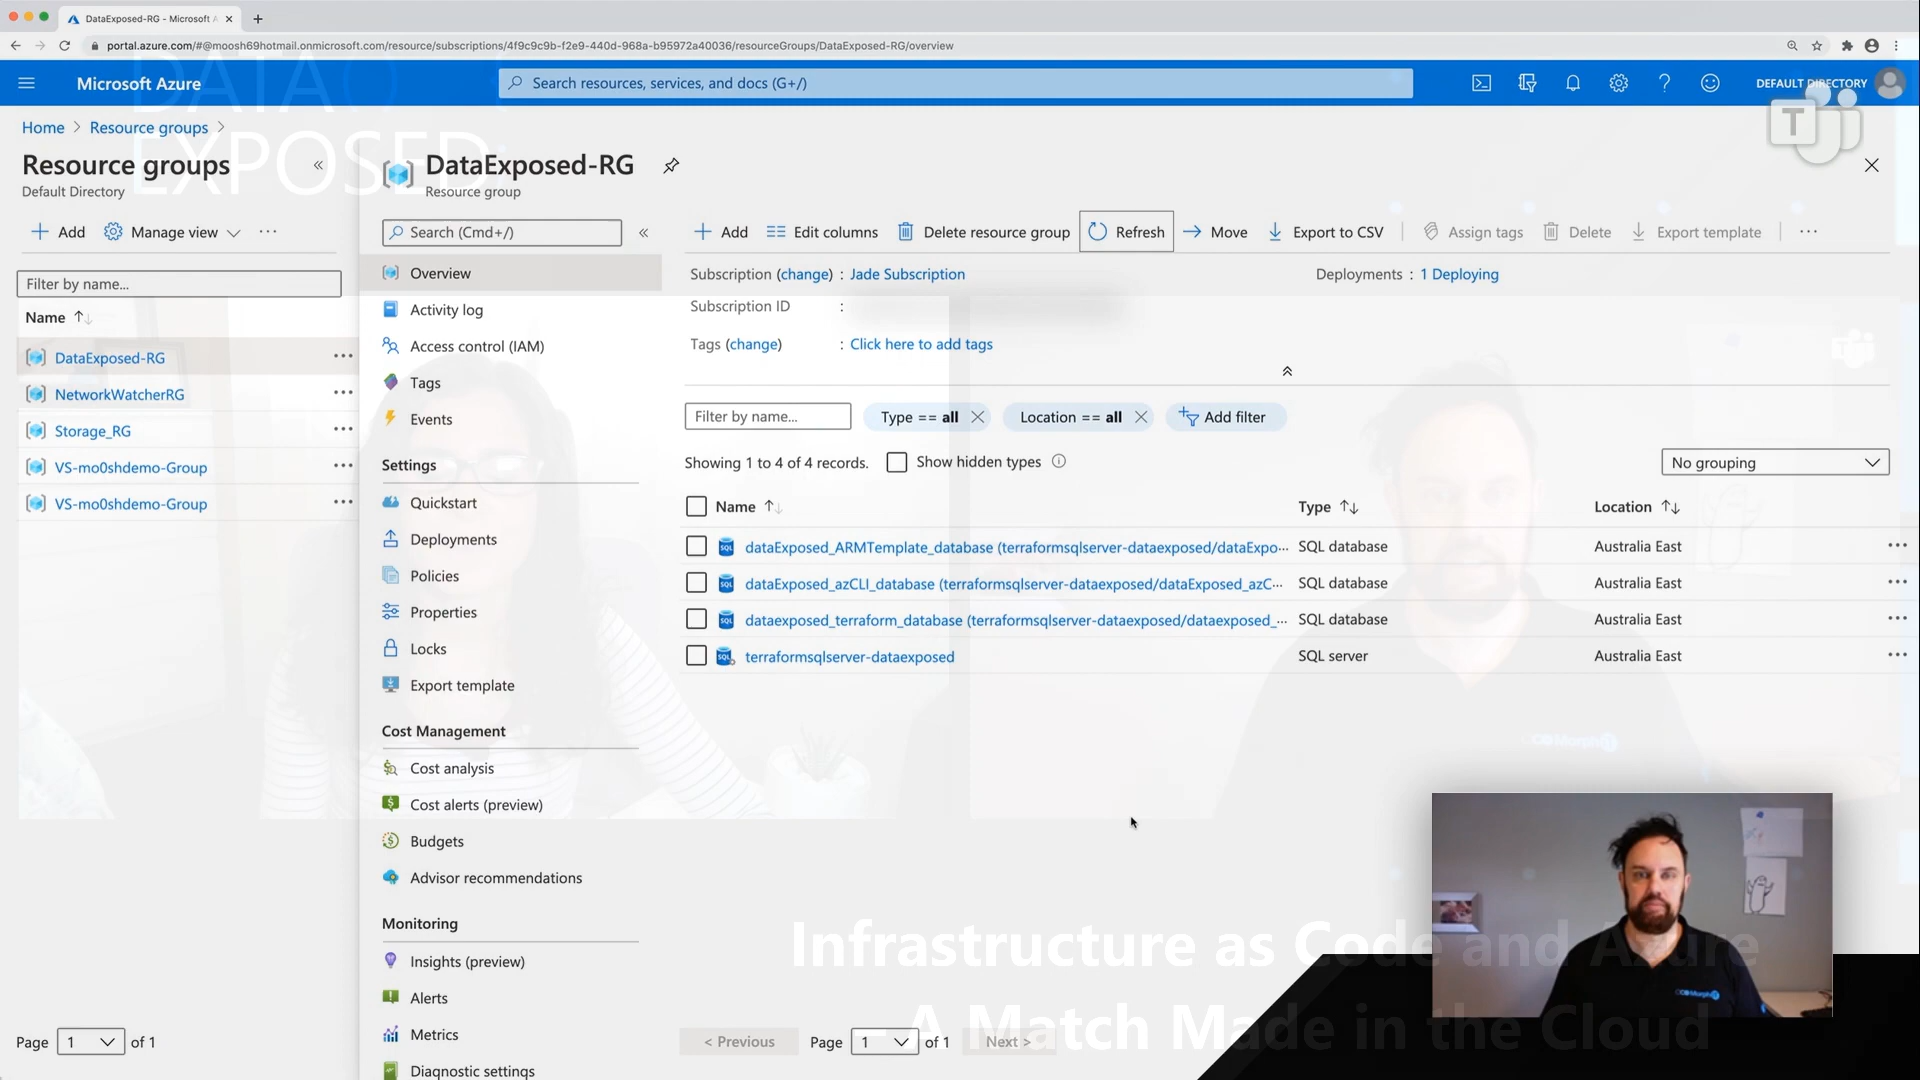 DataExposed-RG - Microsoft A
portal.azure.com/#@moosh69hotmail.onmicrosoft.com/resource/subscriptions/4f9c9c9b-f2e9-440d-968a-b95972a40036/resourceGroups/DataExposed-RG/overview
Microsoft Azure
Search resources, services, and docs (G+/)
DEFAULT DIRECTORY
DATA
EXPOSED
T
Home > Resource groups >
Resource groups
Default Directory
DataExposed-RG
Resource group
Add
Manage view
Search (Cmd+/)
Add
Edit columns
Delete resource group
Refresh
Move
Export to CSV
Assign tags
Delete
Export template
Filter by name...
Name
DataExposed-RG
NetworkWatcherRG
Storage_RG
VS-mo0shdemo-Group
VS-mo0shdemo-Group
Page 1 of 1
Overview
Activity log
Access control (IAM)
Tags
Events
Settings
Quickstart
Deployments
Policies
Properties
Locks
Export template
Cost Management
Cost analysis
Cost alerts (preview)
Budgets
Advisor recommendations
Monitoring
Insights (preview)
Alerts
Metrics
Diagnostic settings
Subscription (change) : Jade Subscription
Deployments : 1 Deploying
Subscription ID :
Tags (change) : Click here to add tags
Filter by name...
Type == all
Location == all
Add filter
Showing 1 to 4 of 4 records.
Show hidden types
No grouping
Name Type Location
dataExposed_ARMTemplate_database (terraformsqlserver-dataexposed/dataExpo... SQL database Australia East
dataExposed_azCLI_database (terraformsqlserver-dataexposed/dataExposed_azC... SQL database Australia East
dataexposed_terraform_database (terraformsqlserver-dataexposed/dataexposed_... SQL database Australia East
terraformsqlserver-dataexposed SQL server Australia East
< Previous Page 1 of 1 Next >
Infrastructure as Code and Azure
A Match Made in the Cloud